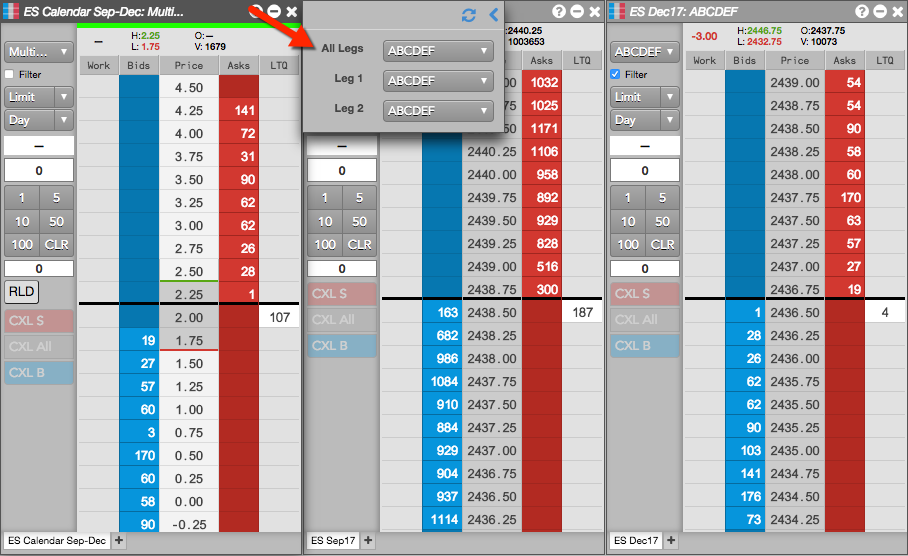 ES Calendar Sep-Dec: Multi...
H:2.25 O:—
— L: 1.75 V: 1679
Multi...
Filter
Limit
Day
—
0
1 5
10 50
100 CLR
0
RLD
CXL S
CXL All
CXL B
Work Bids Price Asks LTQ
4.50
4.25 141
4.00 72
3.75 31
3.50 90
3.25 62
3.00 62
2.75 26
2.50 28
2.25 1
2.00 107
19 1.75
27 1.50
57 1.25
60 1.00
3 0.75
170 0.50
60 0.25
58 0.00
90 -0.25
ES Calendar Sep-Dec +
All Legs ABCDEF
Leg 1 ABCDEF
Leg 2 ABCDEF
2440.25
1003653
—
0
1 5
10 50
100 CLR
0
CXL S
CXL All
CXL B
Asks LTQ
1032
1025
1171
2440.25 1106
2440.00 958
2439.75 892
2439.50 929
2439.25 828
2439.00 516
2438.75 300
163 2438.50 187
682 2438.25
986 2438.00
1084 2437.75
910 2437.50
884 2437.25
929 2437.00
904 2436.75
937 2436.50
1114 2436.25
ES Sep17 +
ES Dec17: ABCDEF
-3.00 H:2446.75 O:2437.75
L: 2432.75 V: 10073
ABCDEF
Filter
Limit
Day
—
0
1 5
10 50
100 CLR
0
CXL S
CXL All
CXL B
Work Bids Price Asks LTQ
2439.00 54
2438.75 54
2438.50 90
2438.25 58
2438.00 60
2437.75 170
2437.50 63
2437.25 57
2437.00 27
2436.75 19
1 2436.50 4
28 2436.25
26 2436.00
62 2435.75
62 2435.50
90 2435.25
103 2435.00
141 2434.75
176 2434.50
73 2434.25
ES Dec17 +